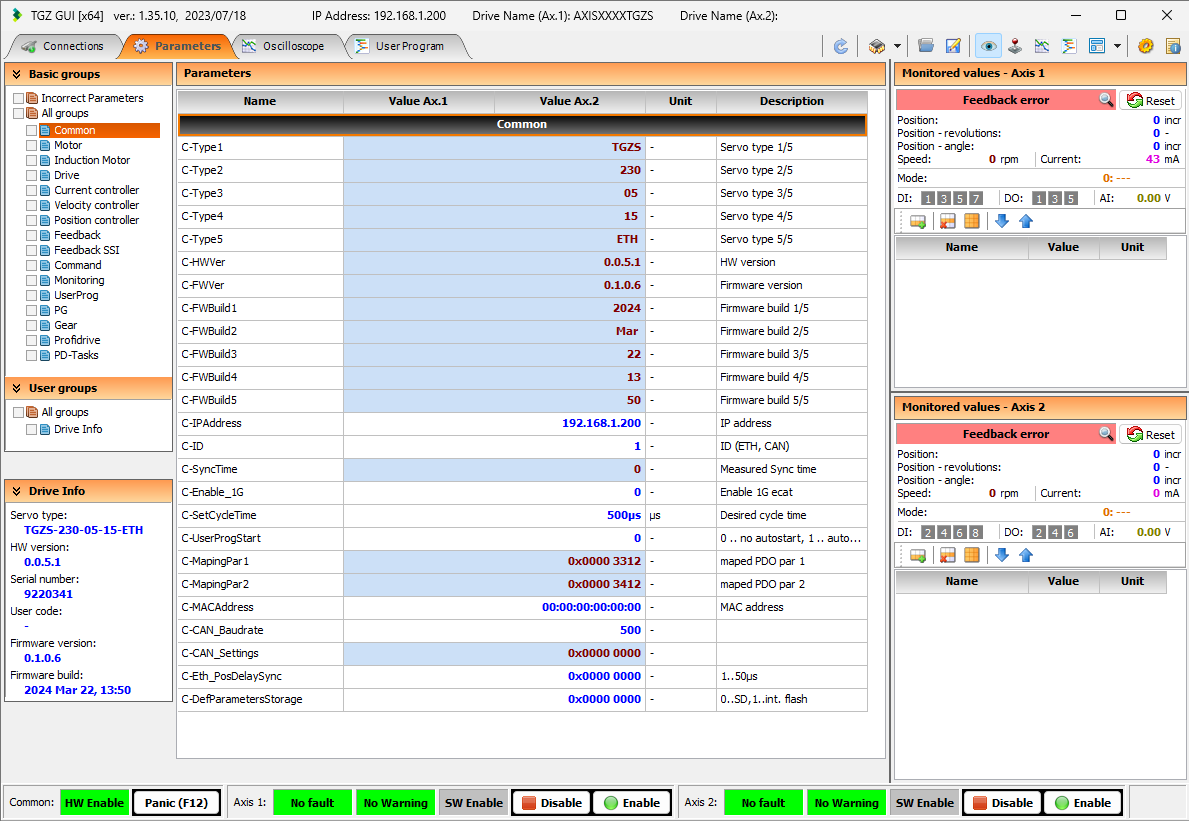 TGZ GUI [x64] ver.: 1.35.10, 2023/07/18 IP Address: 192.168.1.200 Drive Name (Ax.1): AXISXXXXTGZS Drive Name (Ax.2):
Connections Parameters Oscilloscope User Program
Basic groups
Incorrect Parameters
All groups
Common
Motor
Induction Motor
Drive
Current controller
Velocity controller
Position controller
Feedback
Feedback SSI
Command
Monitoring
UserProg
PG
Gear
Profidrive
PD-Tasks
User groups
All groups
Drive Info
Drive Info
Servo type:
TGZS-230-05-15-ETH
HW version:
0.0.5.1
Serial number:
9220341
User code:
-
Firmware version:
0.1.0.6
Firmware build:
2024 Mar 22, 13:50
Parameters
Name Value Ax.1 Value Ax.2 Unit Description
Common
C-Type1 TGZS - Servo type 1/5
C-Type2 230 - Servo type 2/5
C-Type3 05 - Servo type 3/5
C-Type4 15 - Servo type 4/5
C-Type5 ETH - Servo type 5/5
C-HWVer 0.0.5.1 - HW version
C-FWVer 0.1.0.6 - Firmware version
C-FWBuild1 2024 - Firmware build 1/5
C-FWBuild2 Mar - Firmware build 2/5
C-FWBuild3 22 - Firmware build 3/5
C-FWBuild4 13 - Firmware build 4/5
C-FWBuild5 50 - Firmware build 5/5
C-IPAddress 192.168.1.200 - IP address
C-ID 1 - ID (ETH, CAN)
C-SyncTime 0 - Measured Sync time
C-Enable_1G 0 - Enable 1G ecat
C-SetCycleTime 500µs µs Desired cycle time
C-UserProgStart 0 - 0 .. no autostart, 1 .. auto...
C-MapingPar1 0x0000 3312 - maped PDO par 1
C-MapingPar2 0x0000 3412 - maped PDO par 2
C-MACAddress 00:00:00:00:00:00 - MAC address
C-CAN_Baudrate 500 -
C-CAN_Settings 0x0000 0000 -
C-Eth_PosDelaySync 0x0000 0000 - 1..50µs
C-DefParametersStorage 0x0000 0000 - 0..SD,1..int. flash
Monitored values - Axis 1
Feedback error Reset
Position: 0 incr
Position - revolutions: 0 -
Position - angle: 0 incr
Speed: 0 rpm Current: 43 mA
Mode: 0: ---
DI: 1 3 5 7 DO: 1 3 5 AI: 0.00 V
Name Value Unit
Monitored values - Axis 2
Feedback error Reset
Position: 0 incr
Position - revolutions: 0 -
Position - angle: 0 incr
Speed: 0 rpm Current: 0 mA
Mode: 0: ---
DI: 2 4 6 8 DO: 2 4 6 AI: 0.00 V
Name Value Unit
Common: HW Enable Panic (F12) Axis 1: No fault No Warning SW Enable Disable Enable Axis 2: No fault No Warning SW Enable Disable Enable